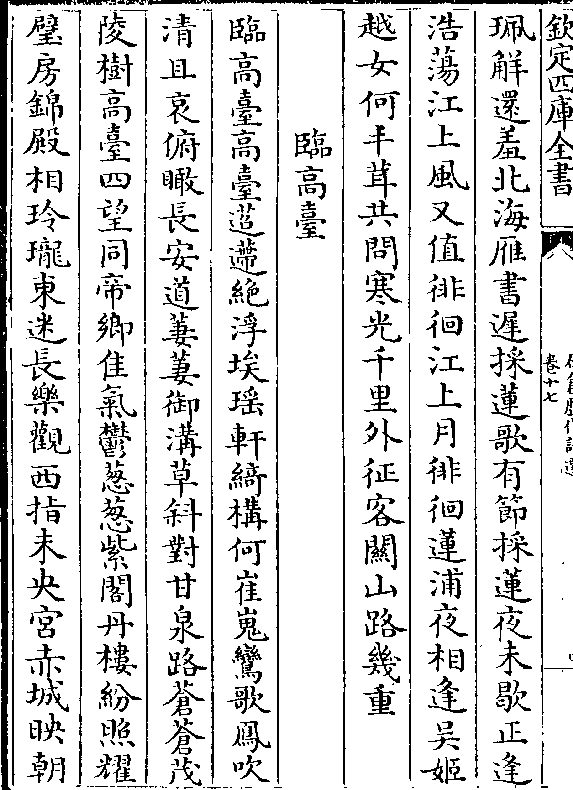 欽定四庫全書
卷十七
珮解還羞北海雁書遲採蓮歌有節採蓮夜未歇正逢
浩蕩江上風又值徘徊江上月徘徊蓮浦夜相逢吳姬
越女何丰茸共問寒光千里外征客關山路幾重
臨高臺
臨高臺高臺迢遞絶浮埃瑶軒綺構何崔嵬鸞歌鳳吹
清且哀俯瞰長安道萋萋御溝草斜對甘泉路蒼蒼茂
陵樹高臺四望同帝鄉佳氣鬱葱葱紫閣丹樓紛照耀
璧房錦殿相玲瓏東迷長樂觀西指未央宮赤城映朝